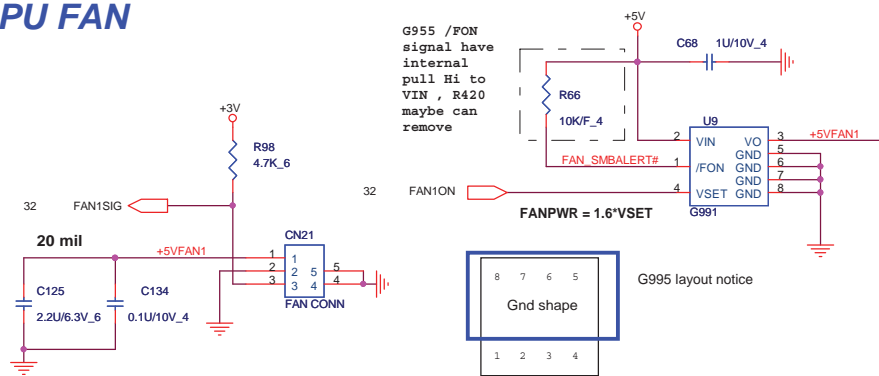 PU FAN
G955 /FON
signal have
internal
pull Hi to
VIN , R420
maybe can
remove
+5V
C68 1U/10V_4
R66
10K/F_4
U9
2 VIN VO 3 +5VFAN1
GND 5
FAN_SMBALERT# 1 /FON GND 6
GND 7
4 VSET GND 8
G991
32 FAN1ON
FANPWR = 1.6*VSET
+3V
R98
4.7K_6
32 FAN1SIG
20 mil
+5VFAN1
CN21
1 1
2 2 5 5
3 3 4 4
FAN CONN
C125
2.2U/6.3V_6
C134
0.1U/10V_4
G995 layout notice
8 7 6 5
Gnd shape
1 2 3 4